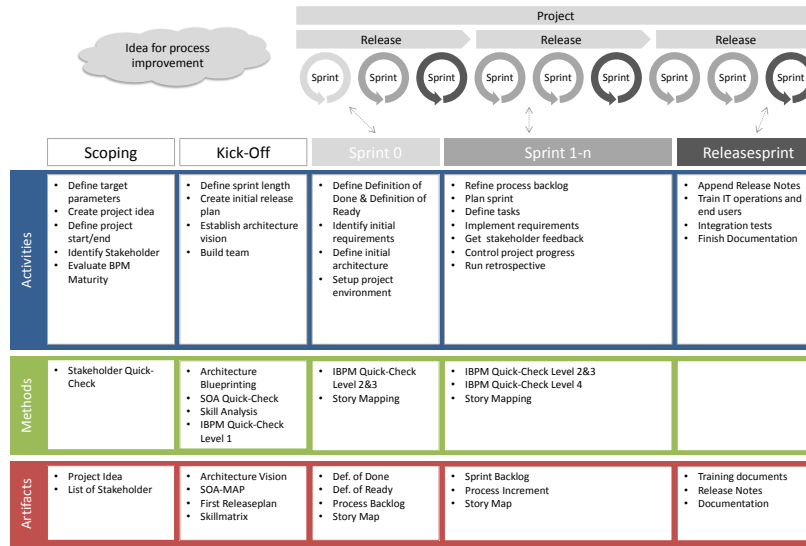 Project
Idea for process
improvement
Release
Release
Release
Sprint
Sprint
Sprint
Sprint
Sprint
Sprint
Sprint
Sprint
Sprint
Scoping
Kick-Off
Sprint 0
Sprint 1-n
Releasesprint
Activities
• Define target
parameters
• Create project idea
• Define project
start/end
• Identify Stakeholder
• Evaluate BPM
Maturity
• Define sprint length
• Create initial release
plan
• Establish architecture
vision
• Build team
• Define Definition of
Done & Definition of
Ready
• Identify initial
requirements
• Define initial
architecture
• Setup project
environment
• Refine process backlog
• Plan sprint
• Define tasks
• Implement requirements
• Get stakeholder feedback
• Control project progress
• Run retrospective
• Append Release Notes
• Train IT operations and
end users
• Integration tests
• Finish Documentation
Methods
• Stakeholder Quick-
Check
• Architecture
Blueprinting
• SOA Quick-Check
• Skill Analysis
• IBPM Quick-Check
Level 1
• IBPM Quick-Check
Level 2&3
• Story Mapping
• IBPM Quick-Check Level 2&3
• IBPM Quick-Check Level 4
• Story Mapping
Artifacts
• Project Idea
• List of Stakeholder
• Architecture Vision
• SOA-MAP
• First Releaseplan
• Skillmatrix
• Def. of Done
• Def. of Ready
• Process Backlog
• Story Map
• Sprint Backlog
• Process Increment
• Story Map
• Training documents
• Release Notes
• Documentation